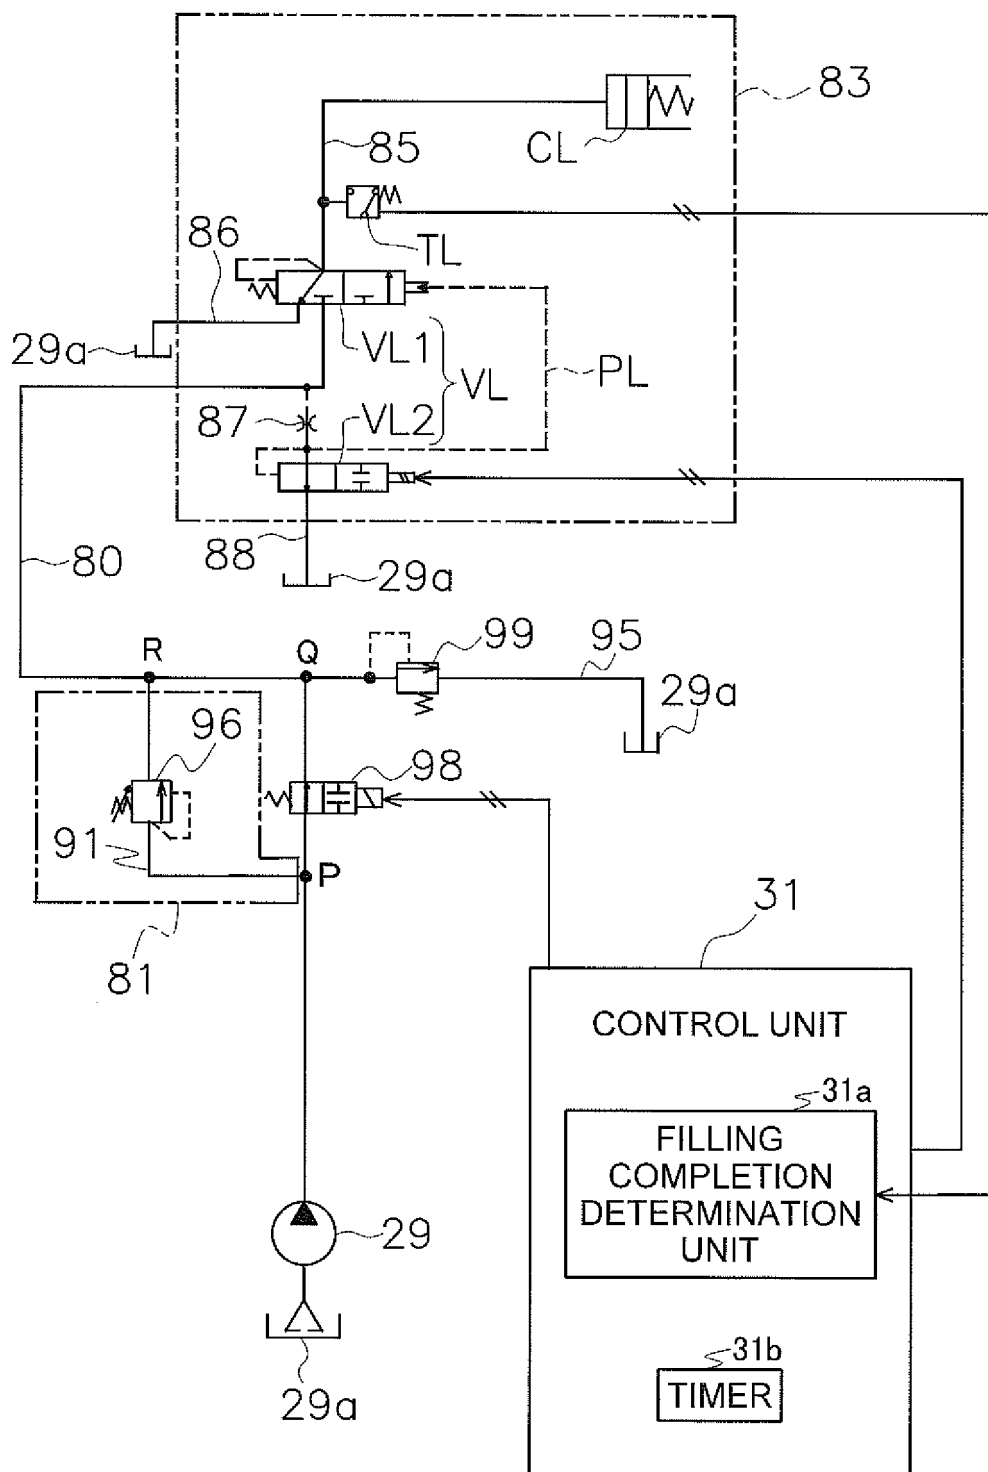 83
CL
85
TL
86
29a
VL1
VL
PL
87
VL2
80
88
29a
R
Q
99
95
29a
96
98
91
P
81
31
CONTROL UNIT
31a
FILLING
COMPLETION
DETERMINATION
UNIT
29
31b
TIMER
29a